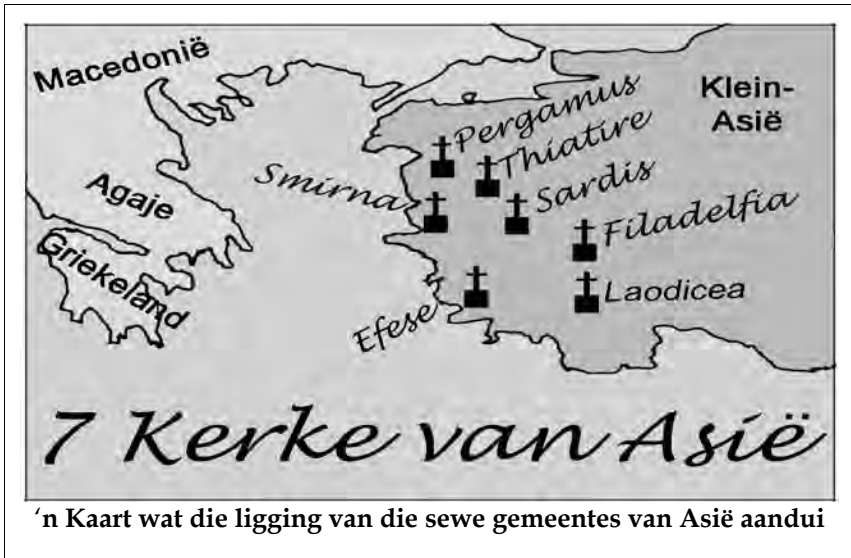 Macedonië
Klein-
Asië
Pergamus
Thiatire
Smirna
Sardis
Agaje
Filadelfia
Griekeland
Laodicea
Efese
7 Kerke van Asië
‘n Kaart wat die ligging van die sewe gemeentes van Asië aandui